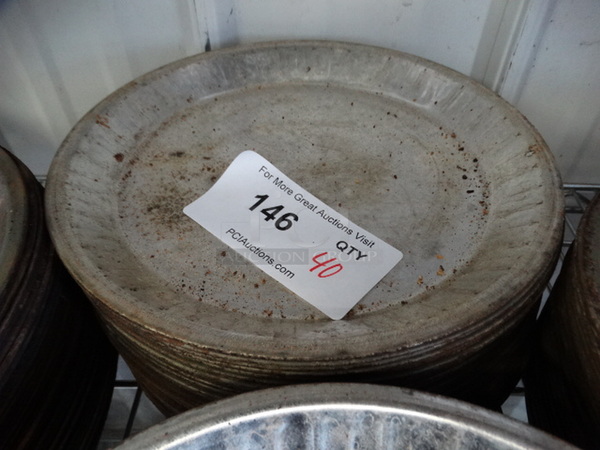 For More Great Auctions Visit
146 QTY
40
PCIAuctions.com